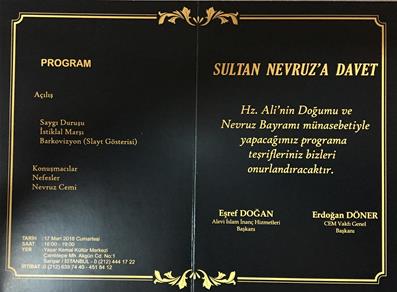 PROGRAM
Açılış
Saygı Duruşu
İstiklal Marşı
Barkovizyon (Slayt Gösterisi)
Konuşmacılar
Nefesler
Nevruz Cemi
TARİH : 17 Mart 2018 Cumartesi
SAAT : 16:00 - 19:00
YER : Yaşar Kemal Kültür Merkezi
Çamlıtepe Mh. Akgün Cd. No:1
Sarıyer / İSTANBUL - 0 (212) 444 17 22
İRTİBAT : 0 (212) 639 74 40 - 451 84 12
SULTAN NEVRUZ'A DAVET
Hz. Ali'nin Doğumu ve
Nevruz Bayramı münasebetiyle
yapacağımız programa
teşrifleriniz bizleri
onurlandıracaktır.
Eşref DOĞAN
Alevi İslam İnanç Hizmetleri
Başkanı
Erdoğan DÖNER
CEM Vakfı Genel
Başkanı